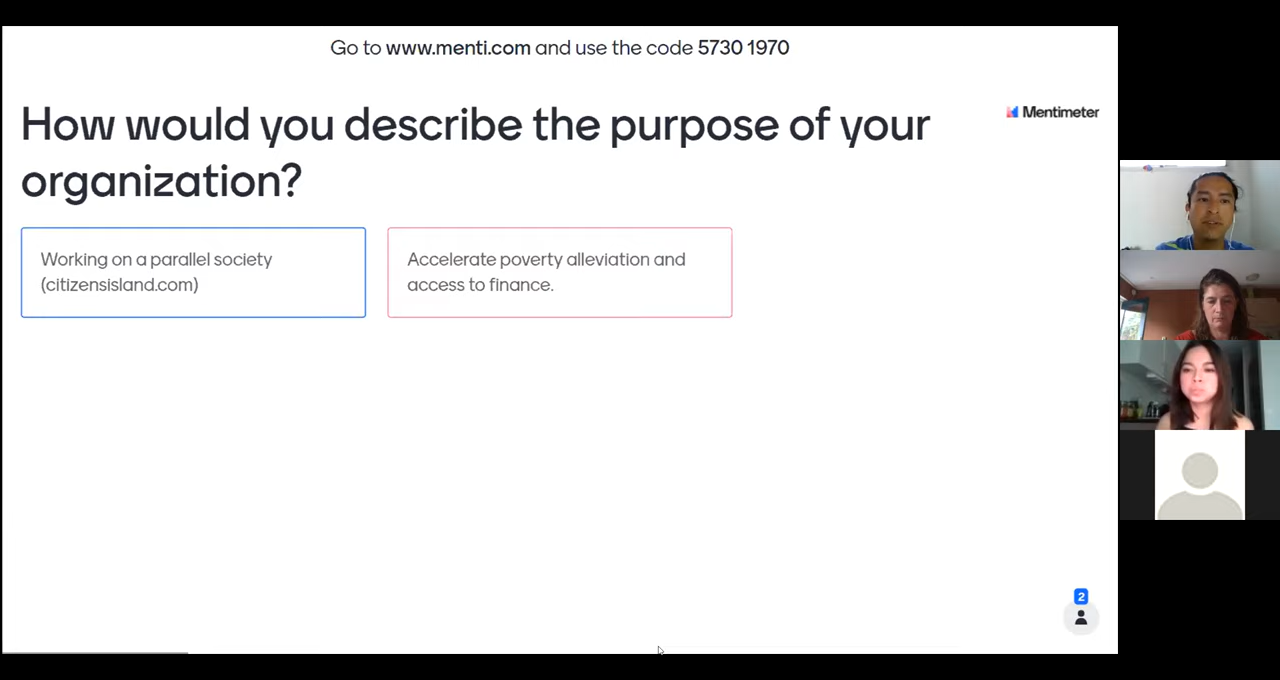 Go to www.menti.com and use the code 5730 1970
How would you describe the purpose of your
organization?
Mentimeter
Working on a parallel society
(citizensisland.com)
Accelerate poverty alleviation and
access to finance.
2